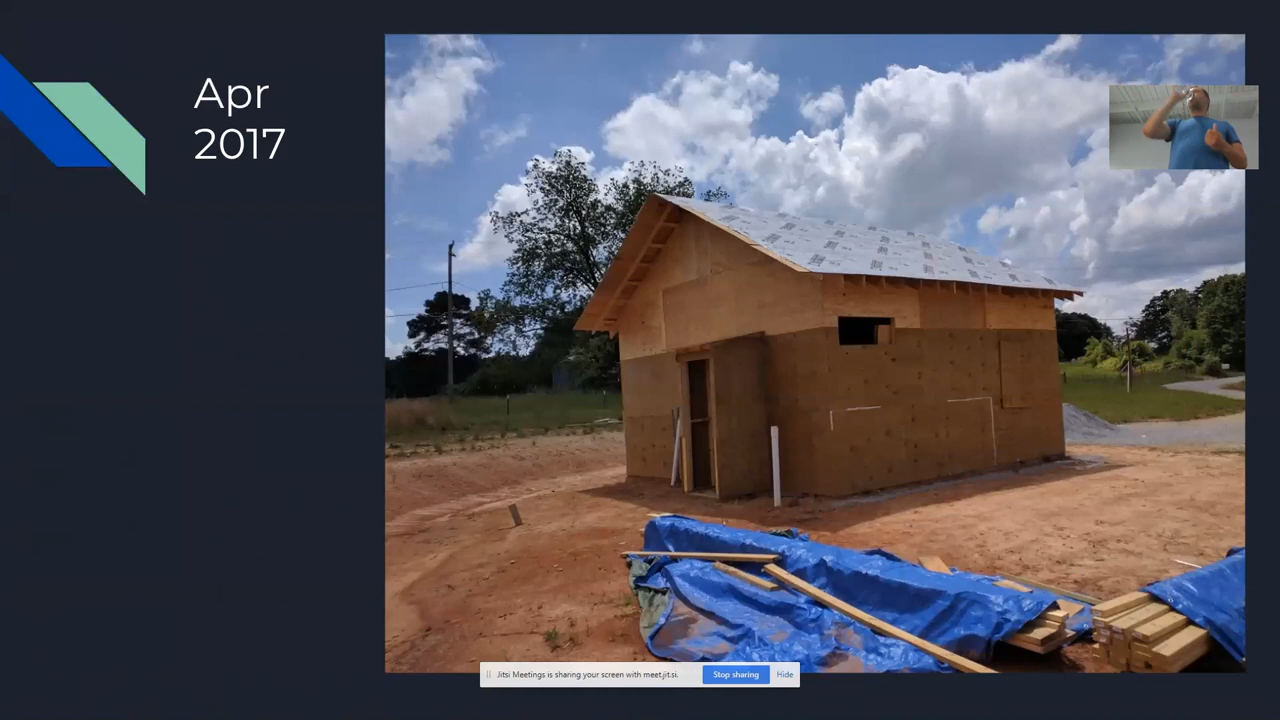 Apr
2017
Jitsi Meetings is sharing your screen with meet.jit.si.
Stop sharing
Hide